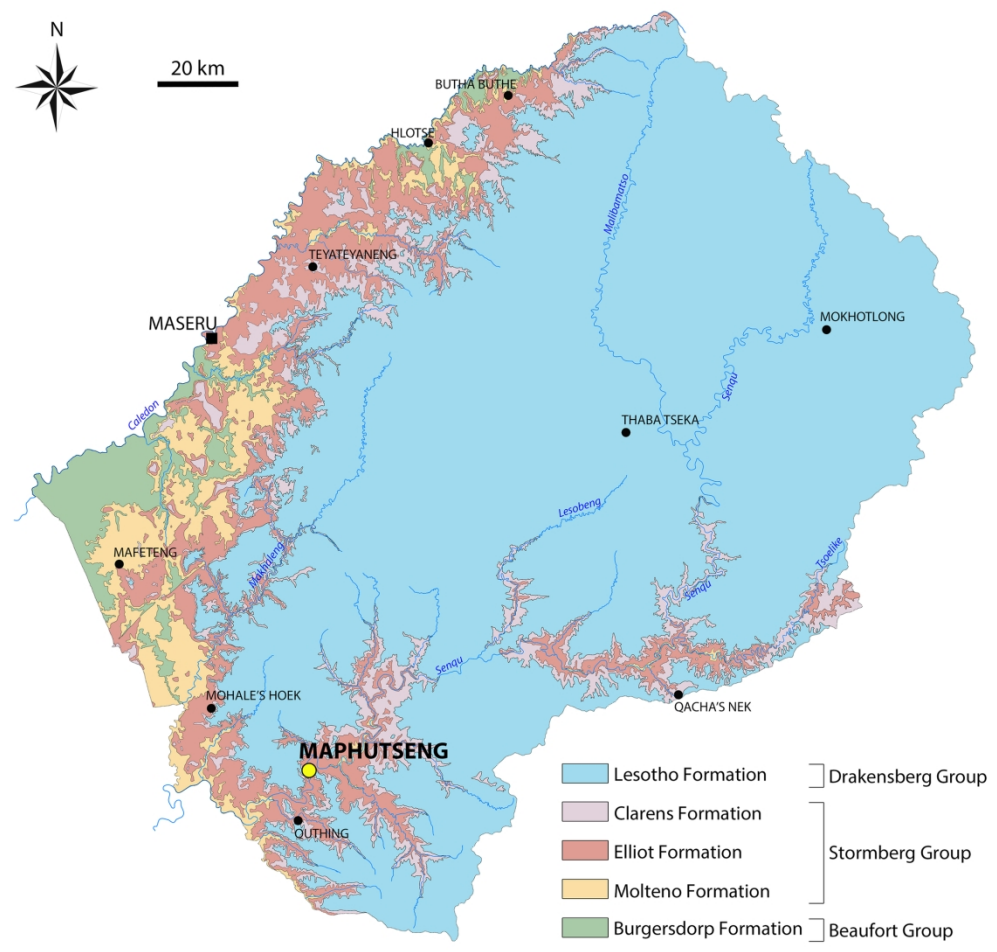 N
20 km
BUTHA BUTHE
HLOTSE
Malibamatso
TEYATEYANENG
MOKHOTLONG
MASERU
Senqu
Caledon
THABA TSEKA
Lesobeng
MAFETENG
Makhaleng
Tsoelike
Senqu
Senqu
MOHALE'S HOEK
QACHA'S NEK
MAPHUTSENG
QUTHING
Lesotho Formation
Drakensberg Group
Clarens Formation
Elliot Formation
Stormberg Group
Molteno Formation
Burgersdorp Formation
Beaufort Group